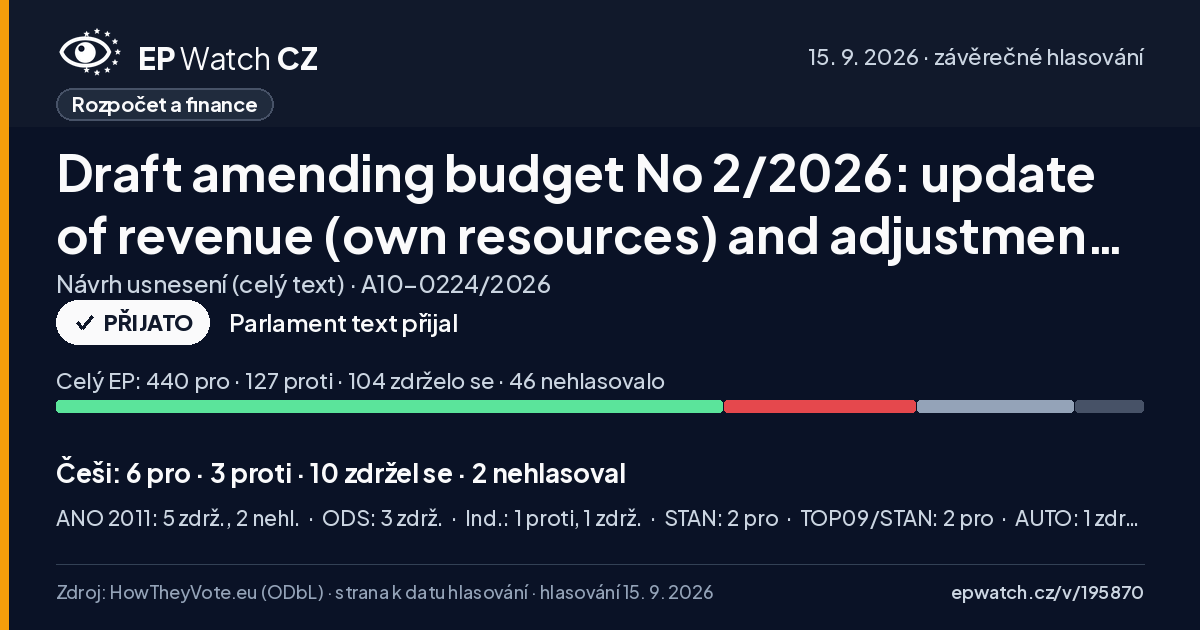 EP Watch CZ
15. 9. 2026 · závěrečné hlasování
Rozpočet a finance
Draft amending budget No 2/2026: update
of revenue (own resources) and adjustmen…
Návrh usnesení (celý text) · A10–0224/2026
✓ PŘIJATO Parlament text přijal
Celý EP: 440 pro · 127 proti · 104 zdrželo se · 46 nehlasovalo
Češi: 6 pro · 3 proti · 10 zdržel se · 2 nehlasoval
ANO 2011: 5 zdrž., 2 nehl. · ODS: 3 zdrž. · Ind.: 1 proti, 1 zdrž. · STAN: 2 pro · TOP09/STAN: 2 pro · AUTO: 1 zdr…
Zdroj: HowTheyVote.eu (ODbL) · strana k datu hlasování · hlasování 15. 9. 2026
epwatch.cz/v/195870